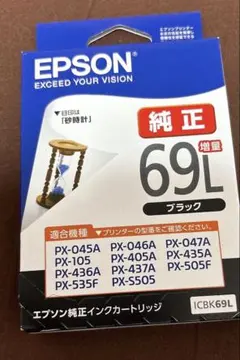 EPSON
EXCEED YOUR VISION
「砂時計」
純正
69L
増量
ブラック
適合機種
▼プリンターの型番をご確認ください。
PX-045A PX-046A PX-047A
PX-105 PX-405A PX-435A
PX-436A PX-437A PX-505F
PX-535F PX-S505
エプソン純正インクカートリッジ
ICBK69L